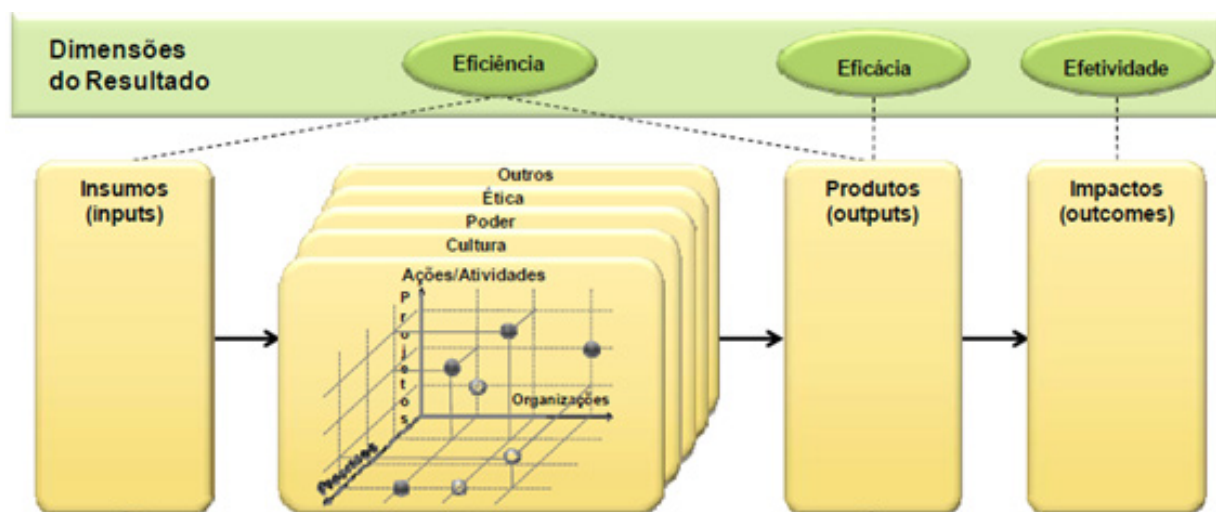 Dimensões
do Resultado
Eficiência
Eficácia
Efetividade
Insumos
(inputs)
Outros
Ética
Poder
Cultura
Ações/Atividades
Projetos
Organizações
Produtos
(outputs)
Impactos
(outcomes)